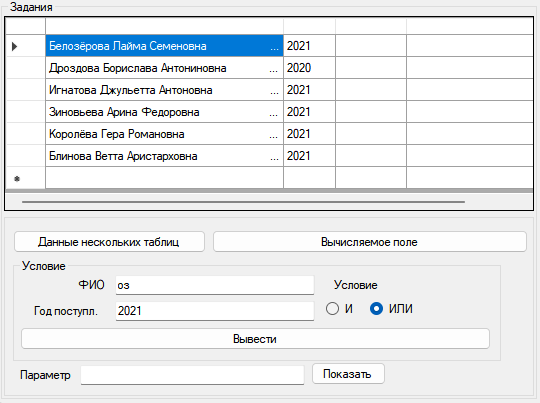 Задания
Белозёрова Лайма Семеновна ... 2021
Дроздова Борислава Антониновна ... 2020
Игнатова Джульетта Антоновна ... 2021
Зиновьева Арина Федоровна ... 2021
Королёва Гера Романовна ... 2021
Блинова Ветта Аристарховна ... 2021
Данные нескольких таблиц Вычисляемое поле
Условие
ФИО оз Условие
Год поступл. 2021 И ИЛИ
Вывести
Параметр Показать